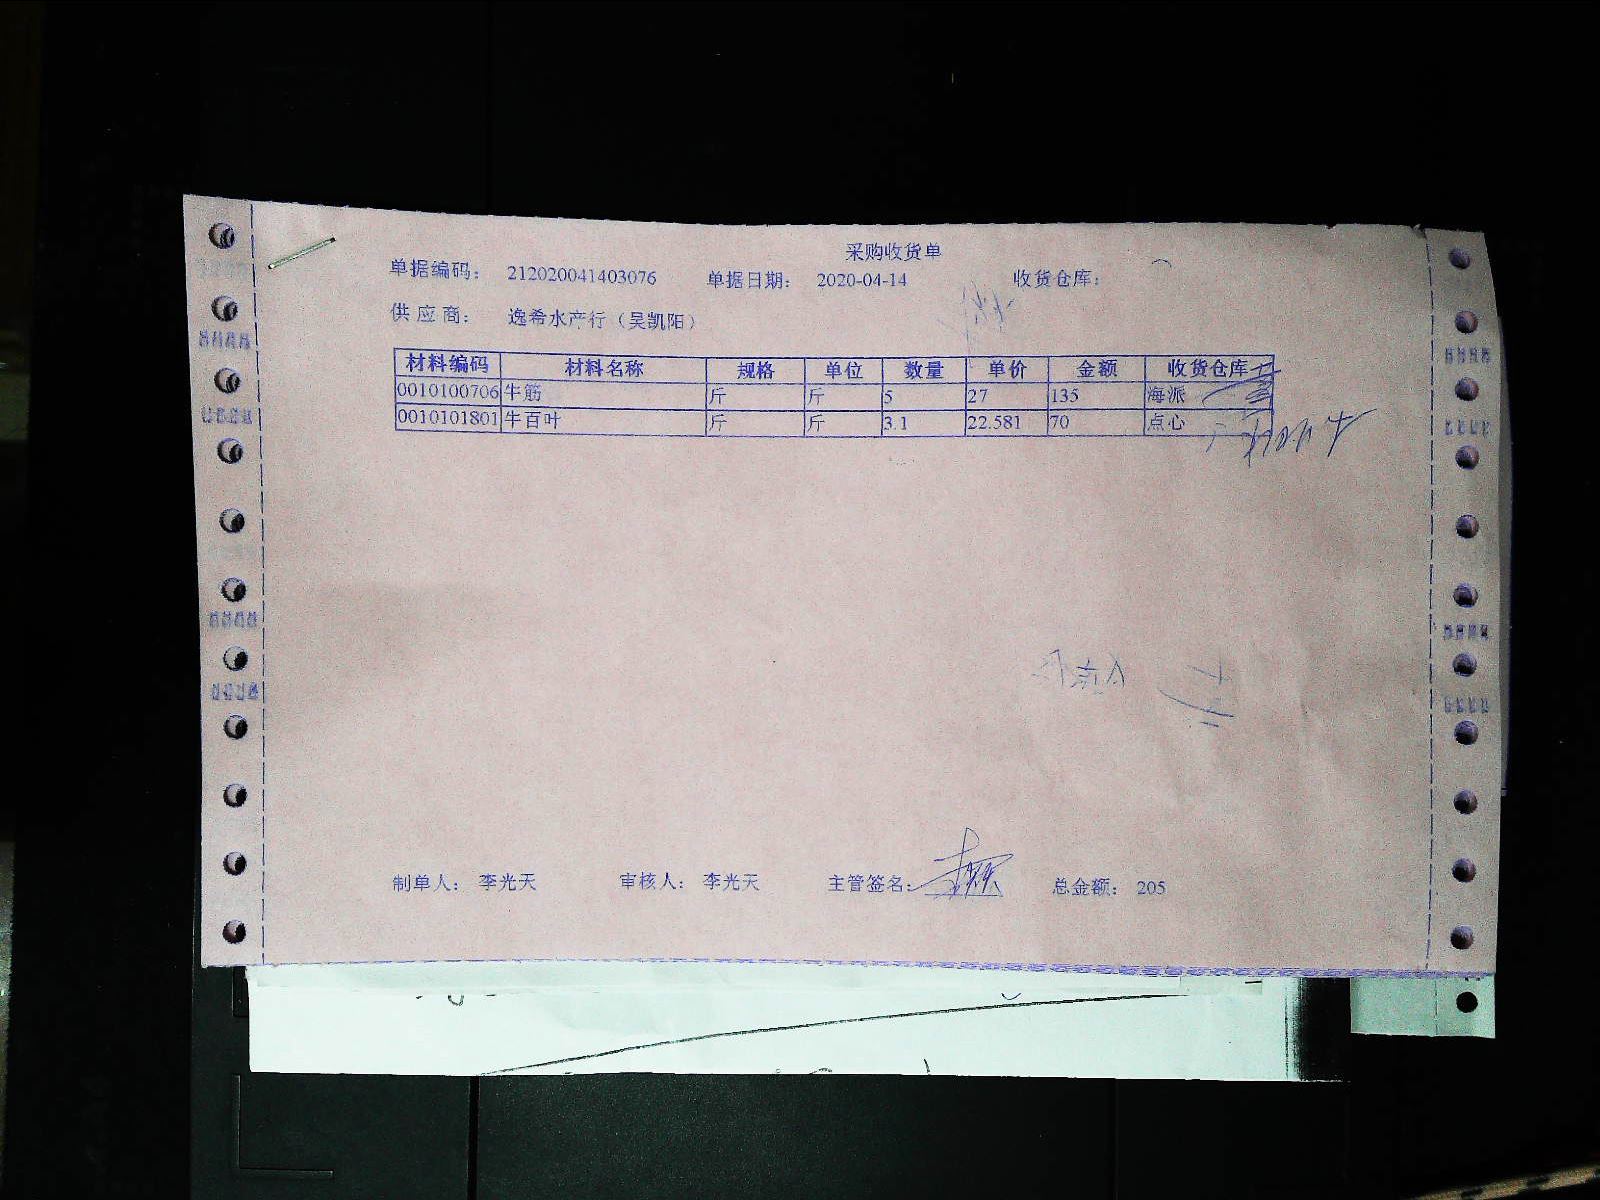 采购收货单
单据编码： 212020041403076 单据日期： 2020-04-14 收货仓库：
供 应 商： 逸希水产行（吴凯阳）
材料编码 材料名称 规格 单位 数量 单价 金额 收货仓库
0010100706 牛筋 斤 斤 5 27 135 海派
0010101801 牛百叶 斤 斤 3.1 22.581 70 点心
制单人： 李光天 审核人： 李光天 主管签名： 总金额： 205